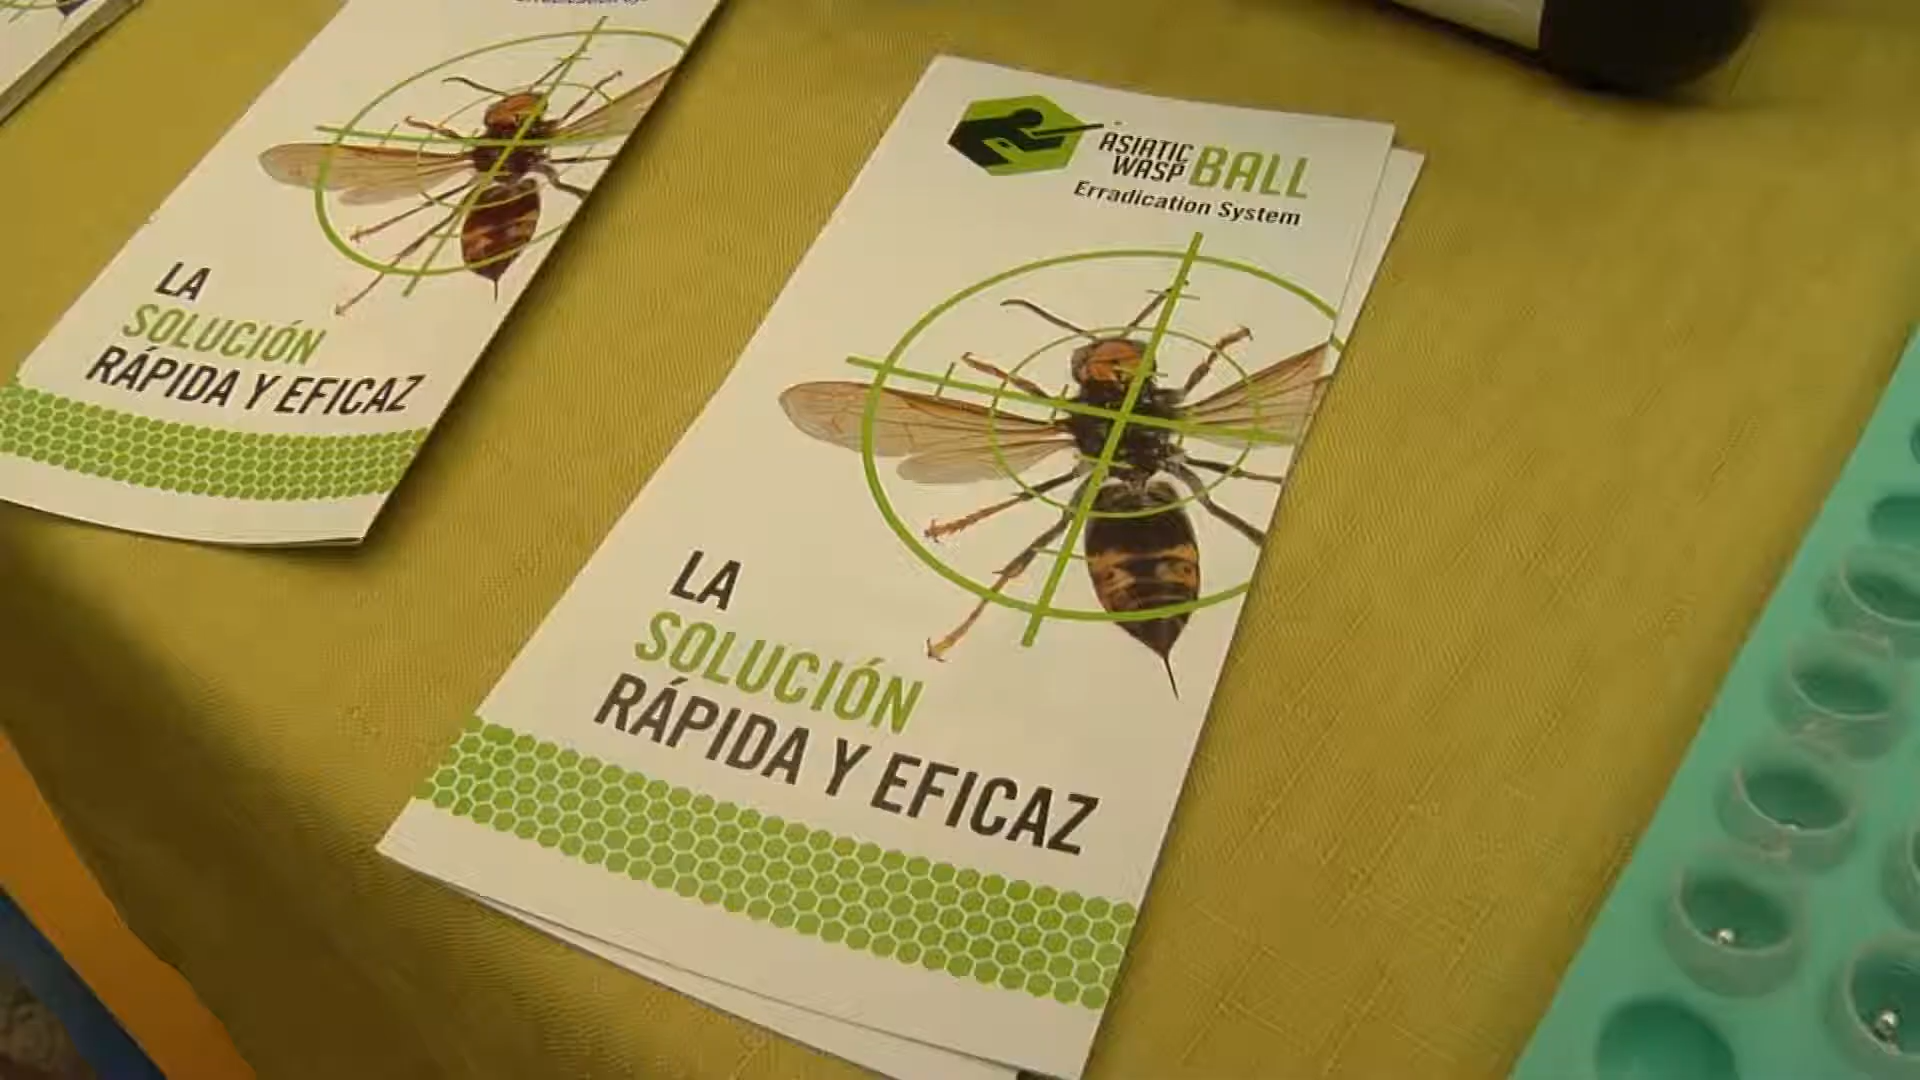 LA
SOLUCIÓN
RÁPIDA Y EFICAZ
ASIATIC
WASP BALL
Erradication System
LA
SOLUCIÓN
RÁPIDA Y EFICAZ